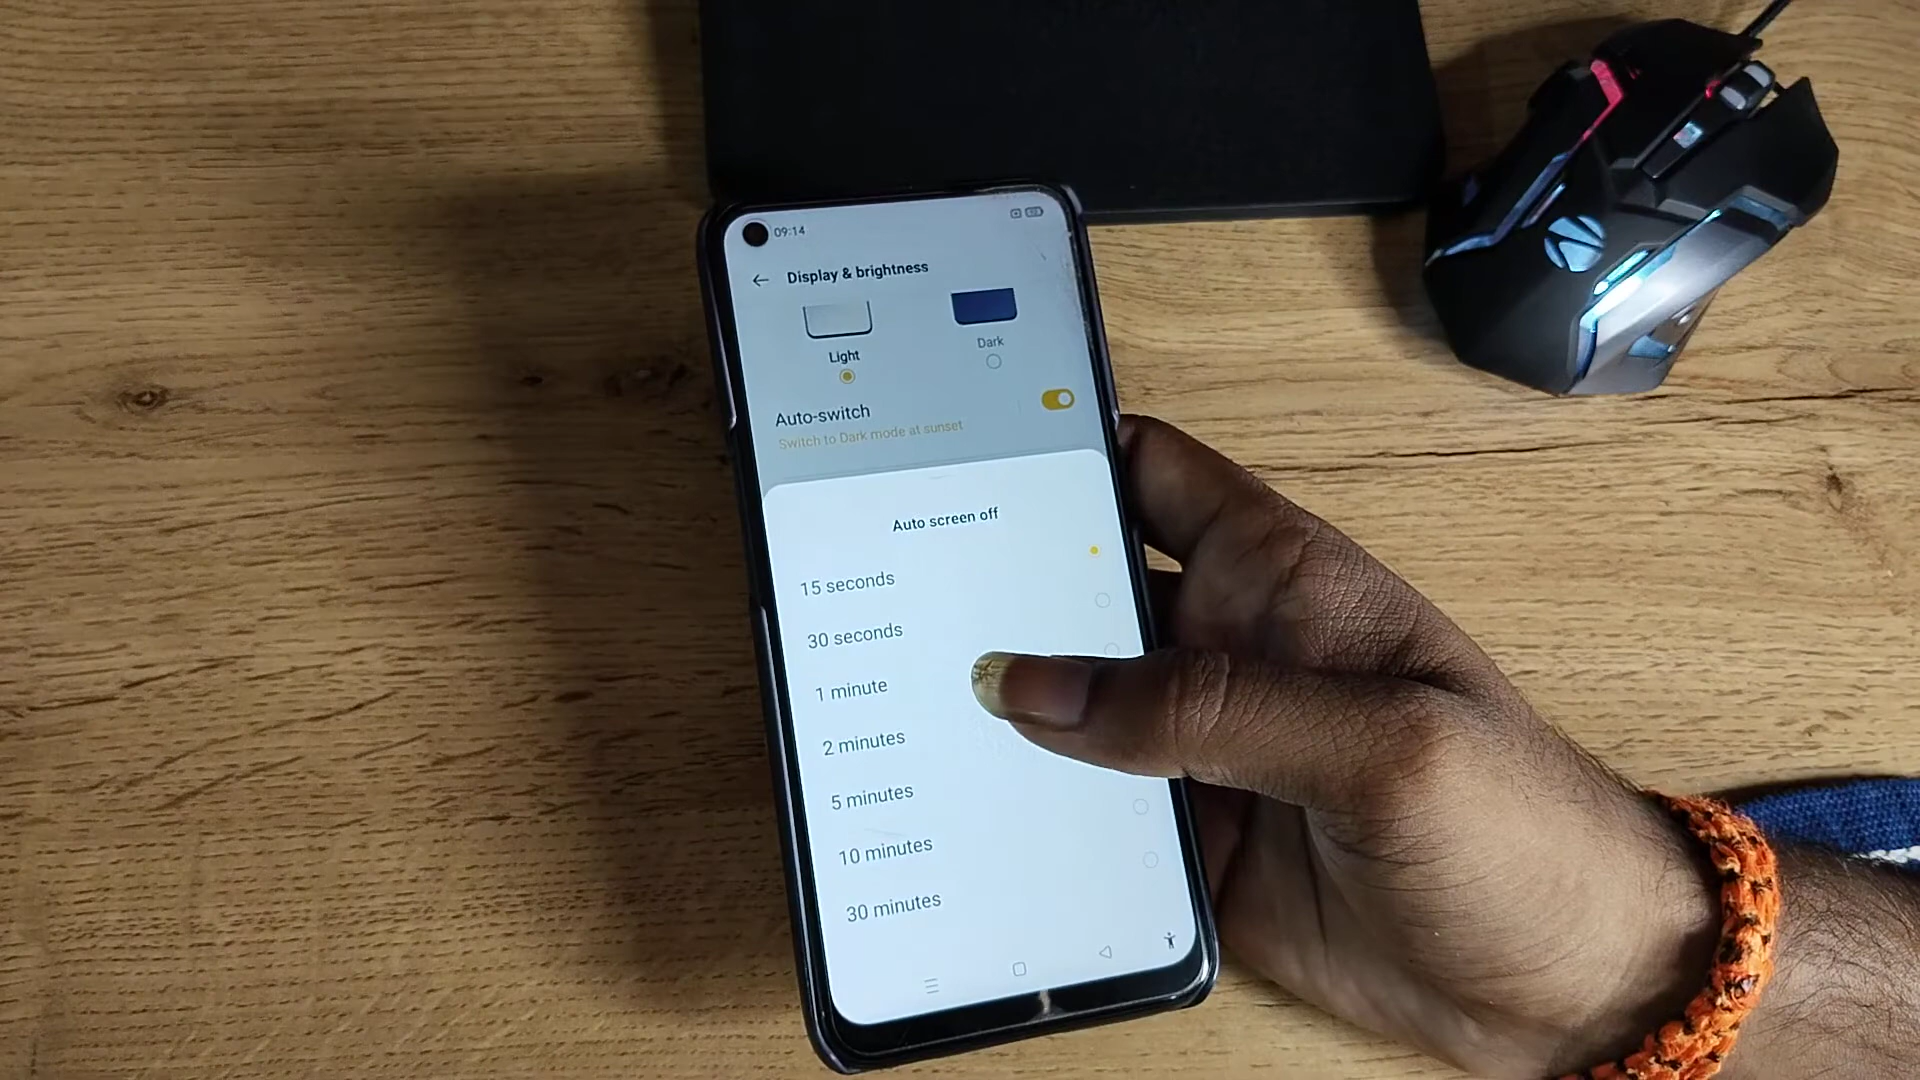 09:14
Display & brightness
Light
Dark
Auto-switch
Switch to Dark mode at sunset
Auto screen off
15 seconds
30 seconds
1 minute
2 minutes
5 minutes
10 minutes
30 minutes